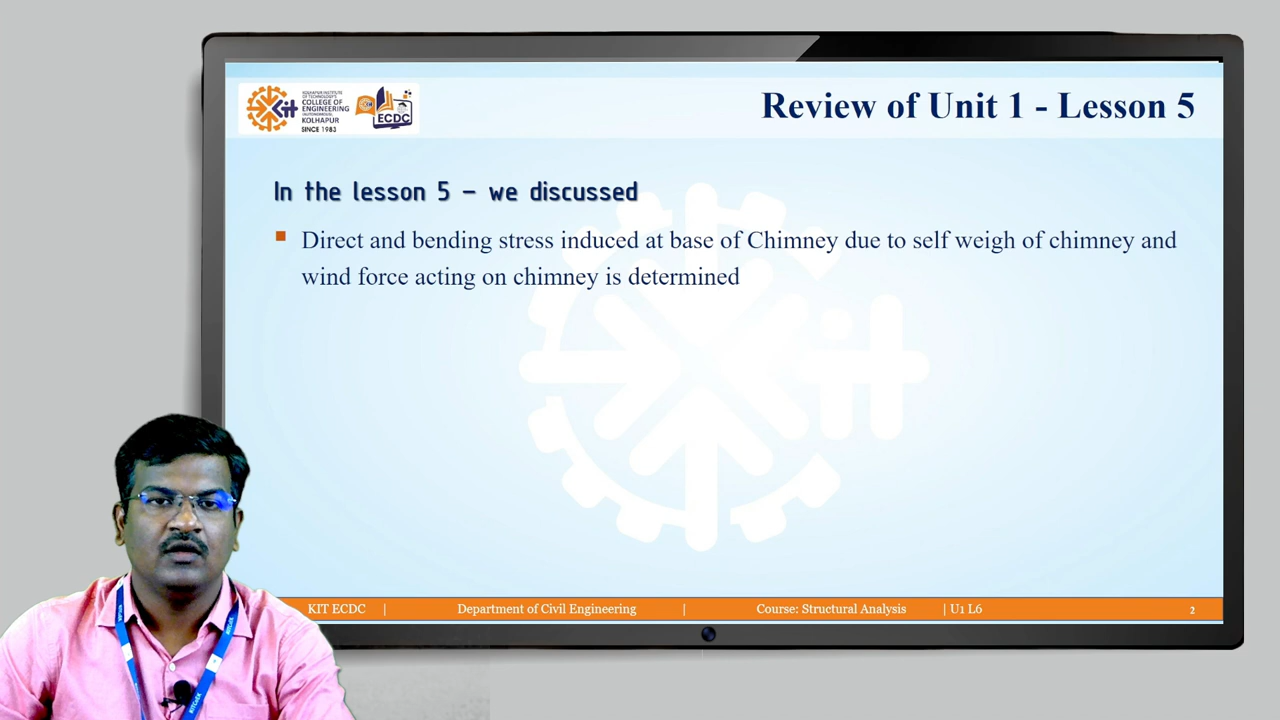 KOLHAPUR INSTITUTE
OF TECHNOLOGY'S
COLLEGE OF
ENGINEERING
(AUTONOMOUS),
KOLHAPUR
SINCE 1983
ECDC
Review of Unit 1 - Lesson 5
In the lesson 5 – we discussed
Direct and bending stress induced at base of Chimney due to self weigh of chimney and
wind force acting on chimney is determined
KIT ECDC | Department of Civil Engineering | Course: Structural Analysis | U1 L6 2